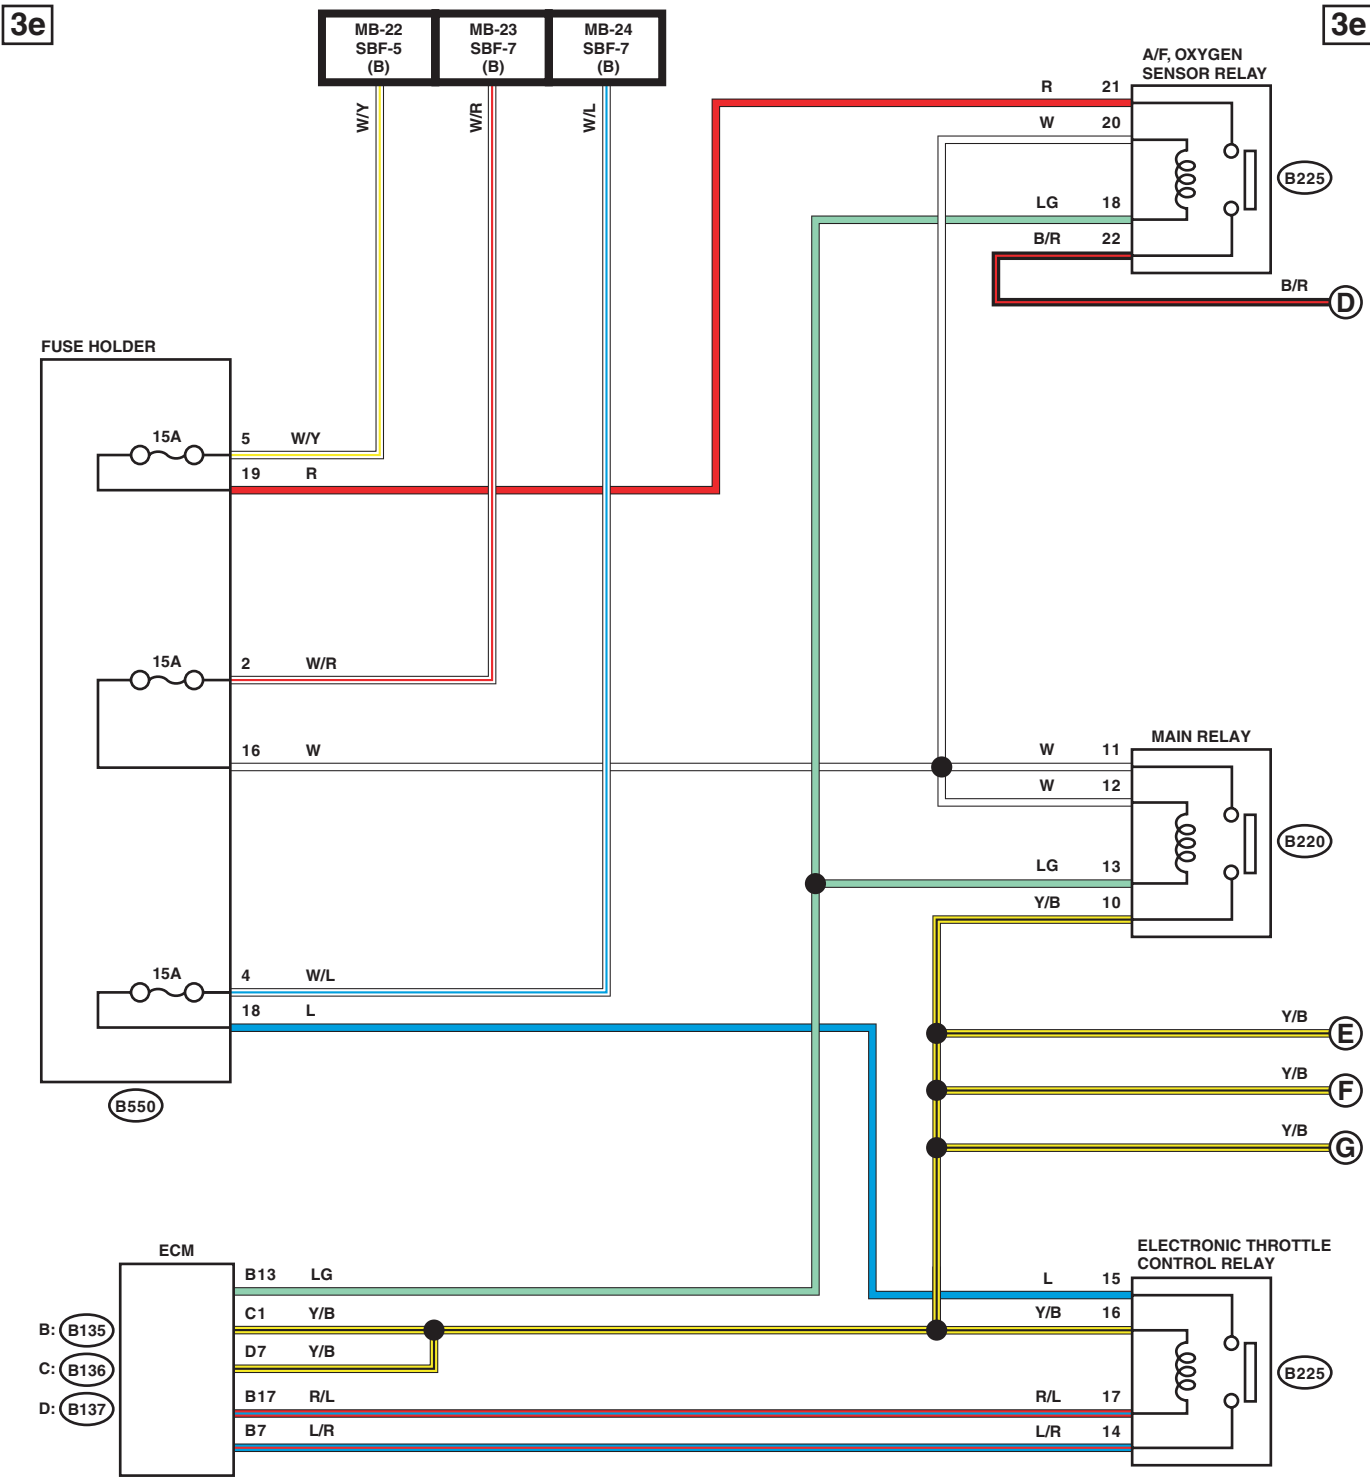 3e
3e
MB-22
SBF-5
(B)
MB-23
SBF-7
(B)
MB-24
SBF-7
(B)
W/Y
W/R
W/L
A/F, OXYGEN
SENSOR RELAY
R 21
W 20
LG 18
B/R 22
B225
B/R
D
FUSE HOLDER
15A
5 W/Y
19 R
15A
2 W/R
16 W
15A
4 W/L
18 L
B550
MAIN RELAY
W 11
W 12
LG 13
Y/B 10
B220
Y/B
E
Y/B
F
Y/B
G
ECM
B13 LG
C1 Y/B
D7 Y/B
B17 R/L
B7 L/R
B: B135
C: B136
D: B137
ELECTRONIC THROTTLE
CONTROL RELAY
L 15
Y/B 16
R/L 17
L/R 14
B225